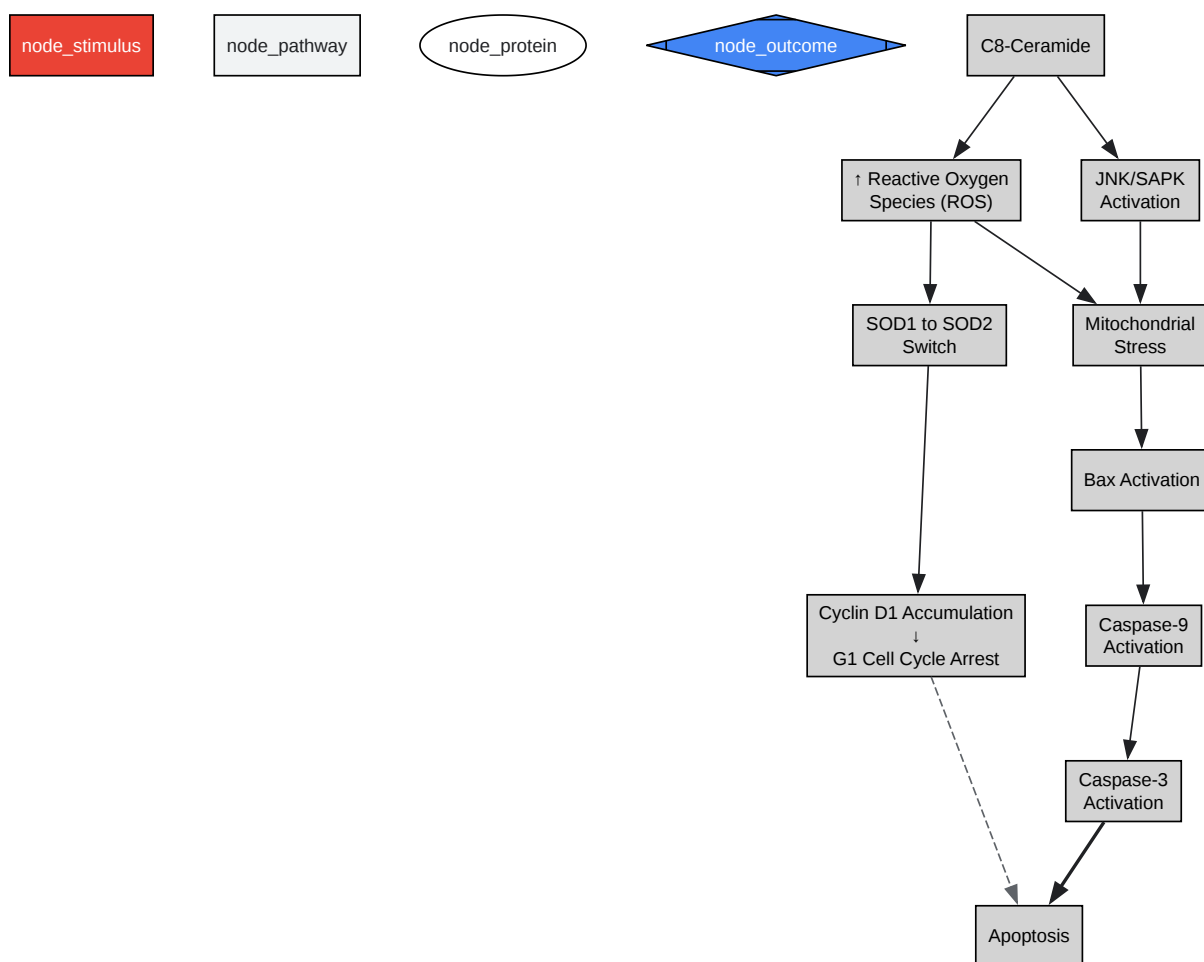 node_stimulus
node_pathway
node_protein
node_outcome
C8-Ceramide
↑ Reactive Oxygen
Species (ROS)
JNK/SAPK
Activation
SOD1 to SOD2
Switch
Mitochondrial
Stress
Bax Activation
Cyclin D1 Accumulation
↓
G1 Cell Cycle Arrest
Caspase-9
Activation
Caspase-3
Activation
Apoptosis